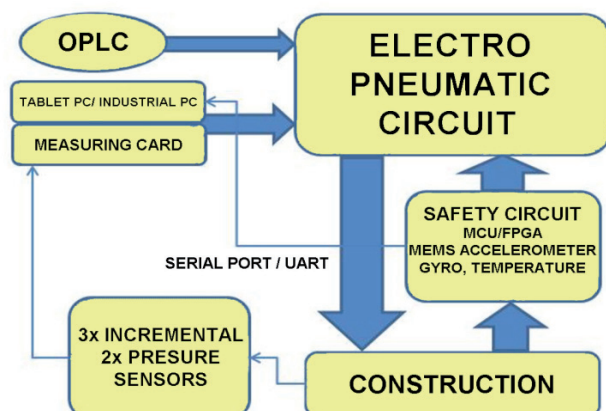 OPLC
ELECTRO
PNEUMATIC
CIRCUIT
TABLET PC/ INDUSTRIAL PC
MEASURING CARD
SAFETY CIRCUIT
MCU/FPGA
MEMS ACCELEROMETER
GYRO, TEMPERATURE
SERIAL PORT / UART
3x INCREMENTAL
2x PRESURE
SENSORS
CONSTRUCTION